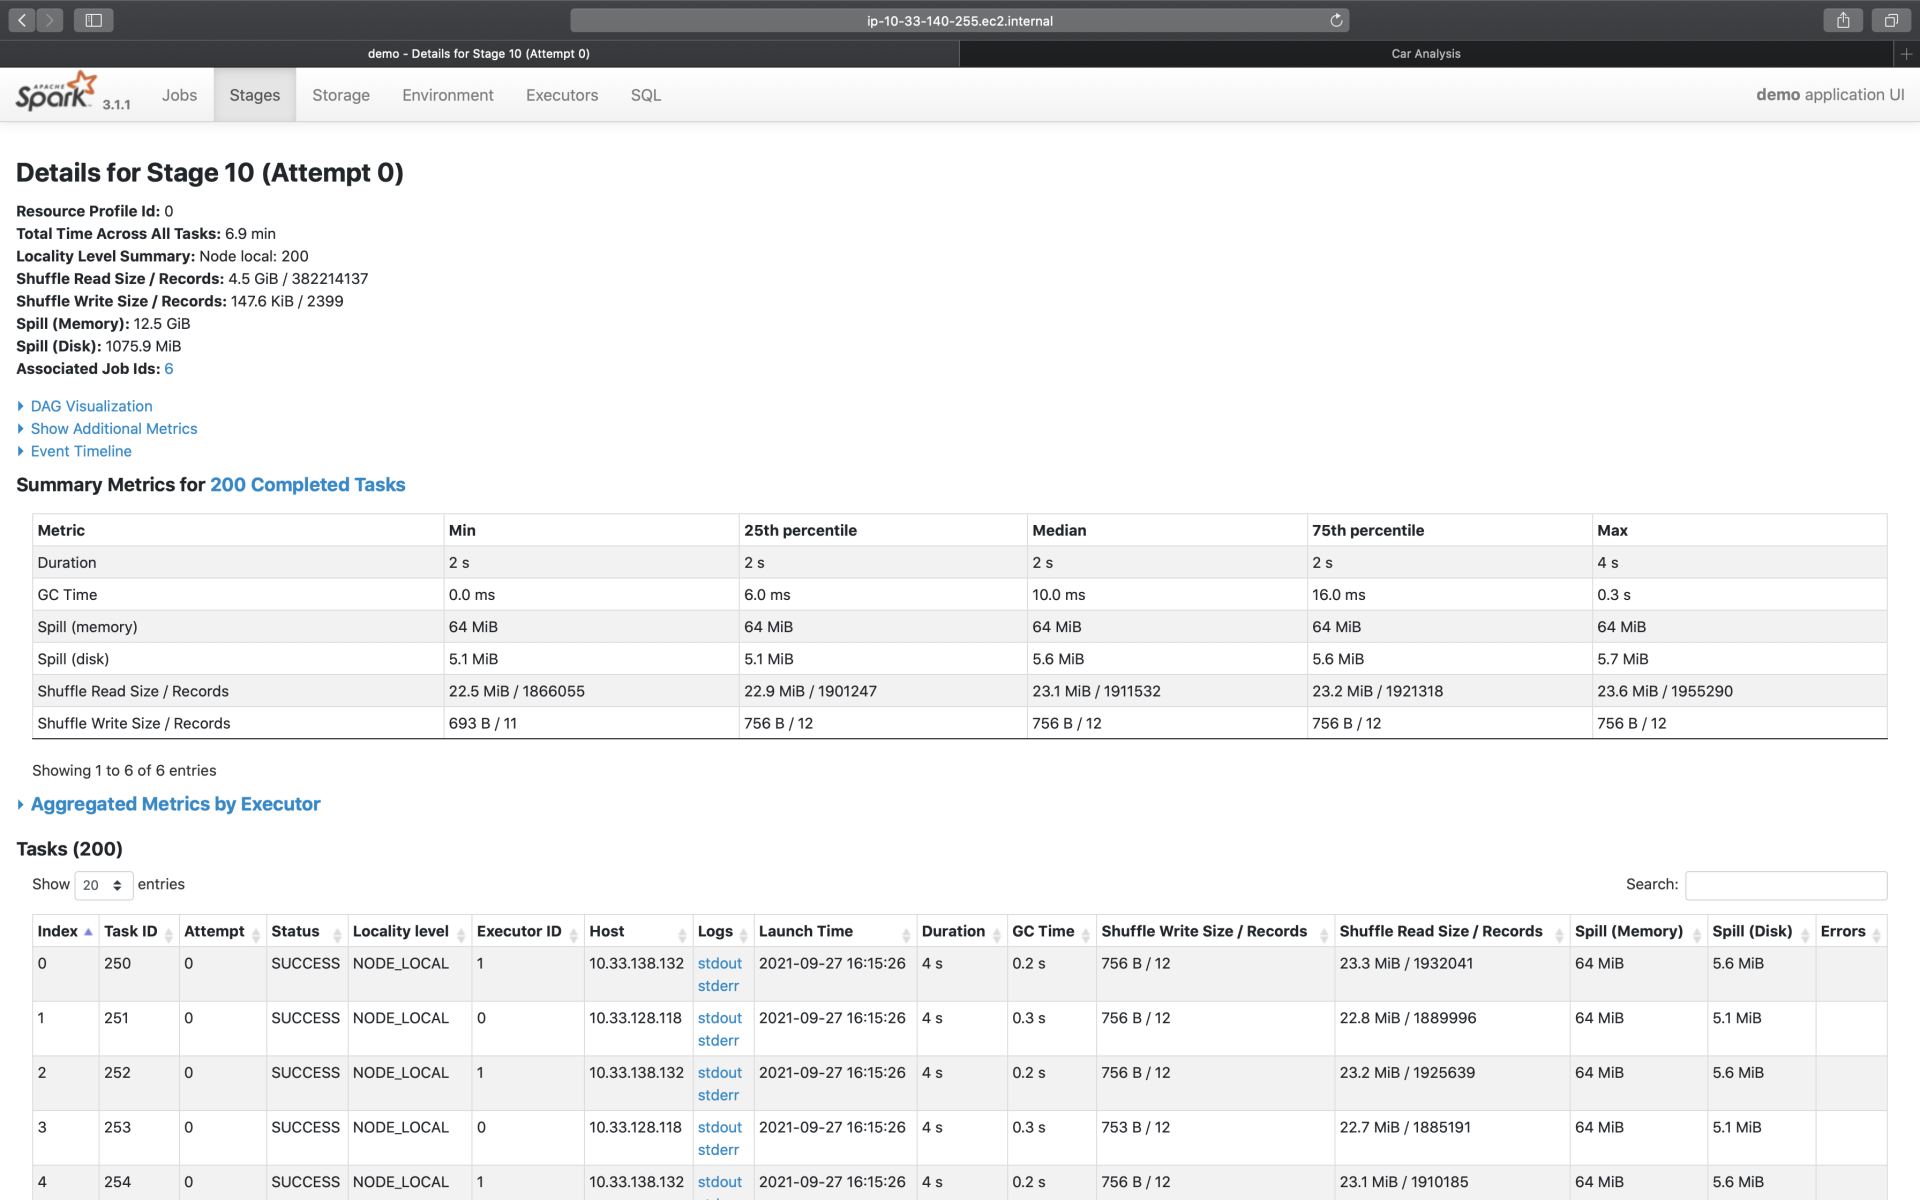 ip-10-33-140-255.ec2.internal
demo - Details for Stage 10 (Attempt 0)
Car Analysis
APACHE Spark 3.1.1 Jobs Stages Storage Environment Executors SQL demo application UI
Details for Stage 10 (Attempt 0)
Resource Profile Id: 0
Total Time Across All Tasks: 6.9 min
Locality Level Summary: Node local: 200
Shuffle Read Size / Records: 4.5 GiB / 382214137
Shuffle Write Size / Records: 147.6 KiB / 2399
Spill (Memory): 12.5 GiB
Spill (Disk): 1075.9 MiB
Associated Job Ids: 6
DAG Visualization
Show Additional Metrics
Event Timeline
Summary Metrics for 200 Completed Tasks
Metric Min 25th percentile Median 75th percentile Max
Duration 2 s 2 s 2 s 2 s 4 s
GC Time 0.0 ms 6.0 ms 10.0 ms 16.0 ms 0.3 s
Spill (memory) 64 MiB 64 MiB 64 MiB 64 MiB 64 MiB
Spill (disk) 5.1 MiB 5.1 MiB 5.6 MiB 5.6 MiB 5.7 MiB
Shuffle Read Size / Records 22.5 MiB / 1866055 22.9 MiB / 1901247 23.1 MiB / 1911532 23.2 MiB / 1921318 23.6 MiB / 1955290
Shuffle Write Size / Records 693 B / 11 756 B / 12 756 B / 12 756 B / 12 756 B / 12
Showing 1 to 6 of 6 entries
Aggregated Metrics by Executor
Tasks (200)
Show 20 entries Search:
Index Task ID Attempt Status Locality level Executor ID Host Logs Launch Time Duration GC Time Shuffle Write Size / Records Shuffle Read Size / Records Spill (Memory) Spill (Disk) Errors
0 250 0 SUCCESS NODE_LOCAL 1 10.33.138.132 stdout 2021-09-27 16:15:26 4 s 0.2 s 756 B / 12 23.3 MiB / 1932041 64 MiB 5.6 MiB
stderr
1 251 0 SUCCESS NODE_LOCAL 0 10.33.128.118 stdout 2021-09-27 16:15:26 4 s 0.3 s 756 B / 12 22.8 MiB / 1889996 64 MiB 5.1 MiB
stderr
2 252 0 SUCCESS NODE_LOCAL 1 10.33.138.132 stdout 2021-09-27 16:15:26 4 s 0.2 s 756 B / 12 23.2 MiB / 1925639 64 MiB 5.6 MiB
stderr
3 253 0 SUCCESS NODE_LOCAL 0 10.33.128.118 stdout 2021-09-27 16:15:26 4 s 0.3 s 753 B / 12 22.7 MiB / 1885191 64 MiB 5.1 MiB
stderr
4 254 0 SUCCESS NODE_LOCAL 1 10.33.138.132 stdout 2021-09-27 16:15:26 4 s 0.2 s 756 B / 12 23.1 MiB / 1910185 64 MiB 5.6 MiB